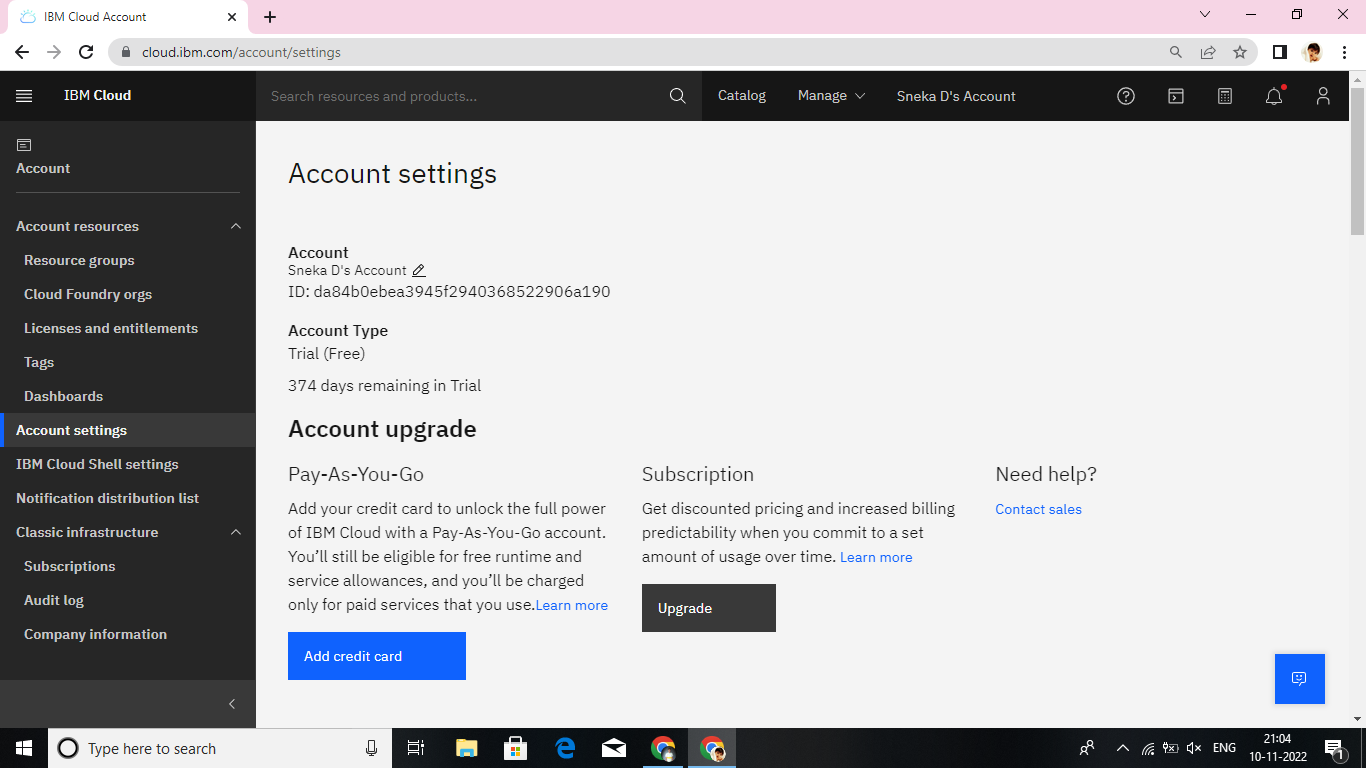 IBM Cloud Account
cloud.ibm.com/account/settings
IBM Cloud
Search resources and products...
Catalog
Manage
Sneka D's Account
Account
Account resources
Resource groups
Cloud Foundry orgs
Licenses and entitlements
Tags
Dashboards
Account settings
IBM Cloud Shell settings
Notification distribution list
Classic infrastructure
Subscriptions
Audit log
Company information
Account settings
Account
Sneka D's Account
ID: da84b0ebea3945f2940368522906a190
Account Type
Trial (Free)
374 days remaining in Trial
Account upgrade
Pay-As-You-Go
Add your credit card to unlock the full power
of IBM Cloud with a Pay-As-You-Go account.
You’ll still be eligible for free runtime and
service allowances, and you’ll be charged
only for paid services that you use.Learn more
Add credit card
Subscription
Get discounted pricing and increased billing
predictability when you commit to a set
amount of usage over time. Learn more
Upgrade
Need help?
Contact sales
Type here to search
ENG
21:04
10-11-2022
1